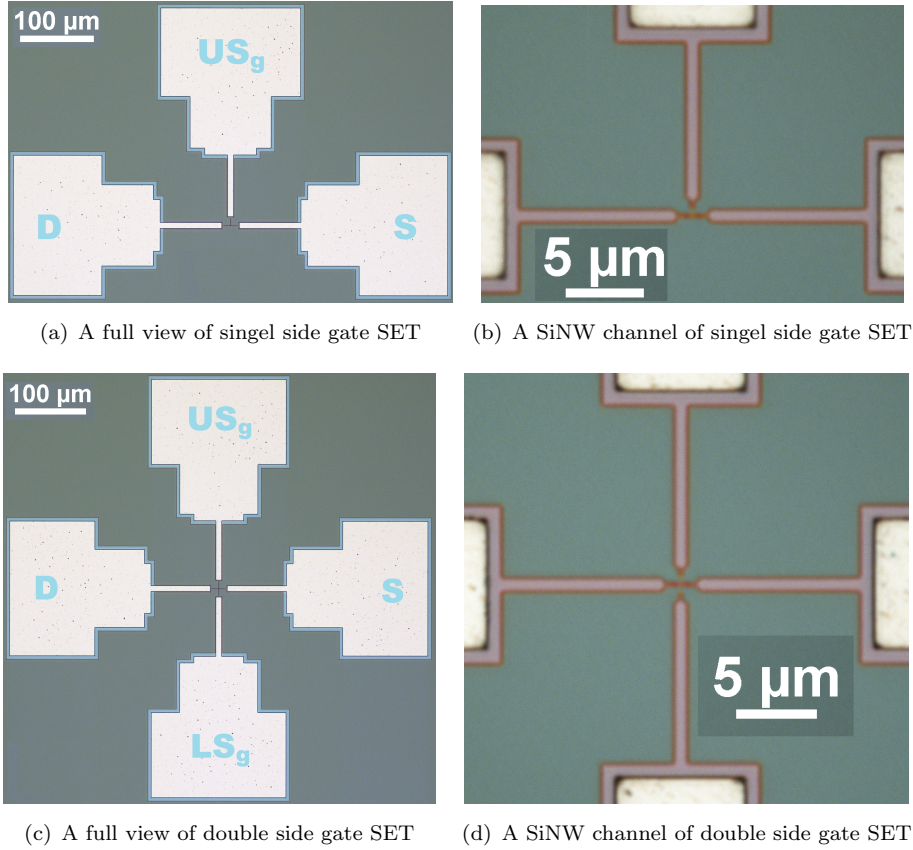 100 µm
USg
D
S
5 µm
(a) A full view of singel side gate SET
(b) A SiNW channel of singel side gate SET
100 µm
USg
D
S
LSg
5 µm
(c) A full view of double side gate SET
(d) A SiNW channel of double side gate SET